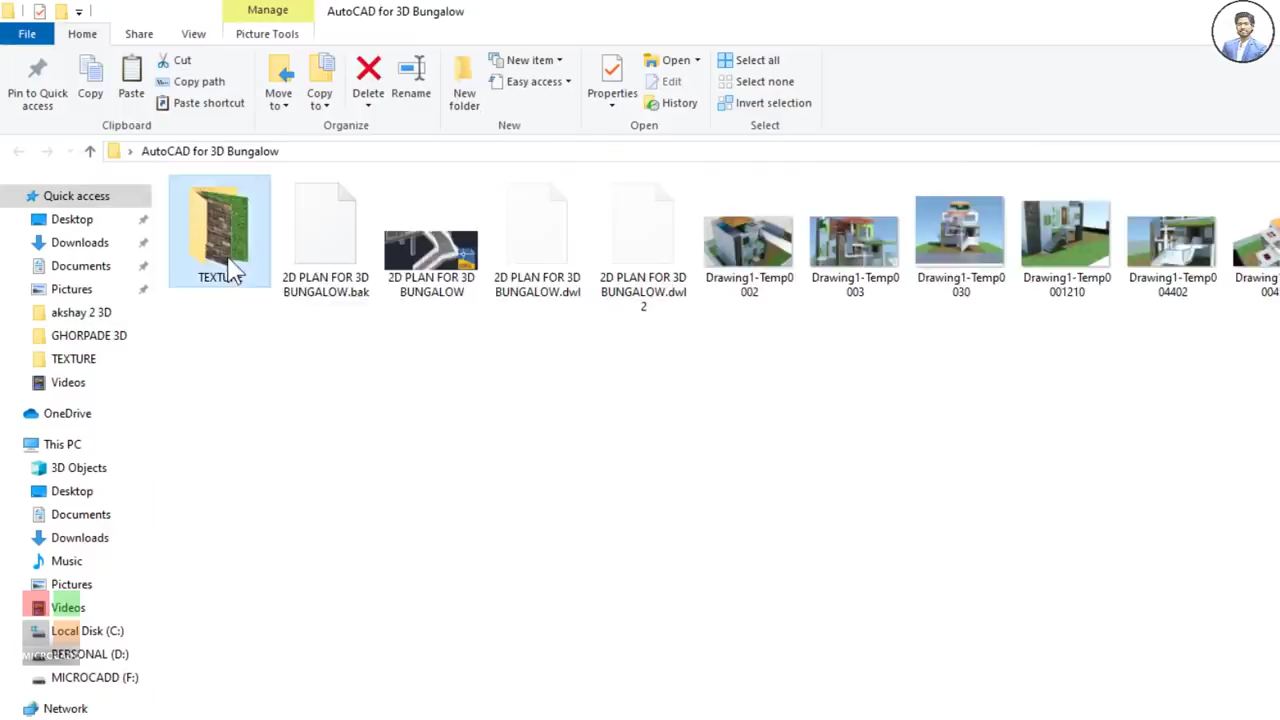 Manage
AutoCAD for 3D Bungalow
File
Home
Share
View
Picture Tools
Pin to Quick
access
Copy
Paste
Cut
Copy path
Paste shortcut
Clipboard
Move
to
Copy
to
Delete
Rename
Organize
New
folder
New item
Easy access
New
Properties
Open
Edit
History
Open
Select all
Select none
Invert selection
Select
AutoCAD for 3D Bungalow
Quick access
Desktop
Downloads
Documents
Pictures
akshay 2 3D
GHORPADE 3D
TEXTURE
Videos
OneDrive
This PC
3D Objects
Desktop
Documents
Downloads
Music
Pictures
Videos
Local Disk (C:)
PERSONAL (D:)
MICROCADD (F:)
Network
TEXTURE
2D PLAN FOR 3D
BUNGALOW.bak
2D PLAN FOR 3D
BUNGALOW
2D PLAN FOR 3D
BUNGALOW.dwl
2D PLAN FOR 3D
BUNGALOW.dwl
2
Drawing1-Temp0
002
Drawing1-Temp0
003
Drawing1-Temp0
030
Drawing1-Temp0
001210
Drawing1-Temp0
04402
Drawing
004